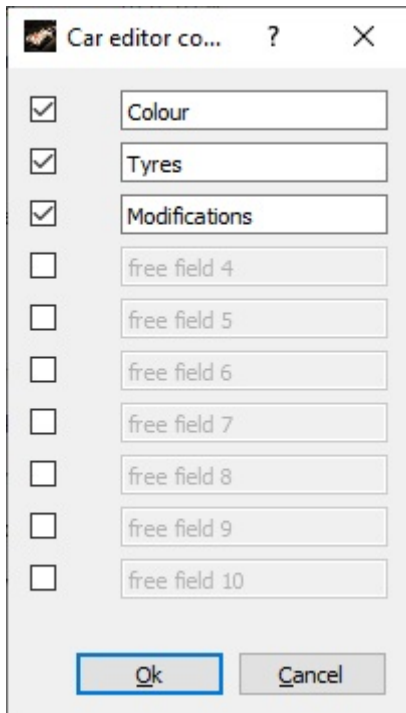 Car editor co... ?
Colour
Tyres
Modifications
free field 4
free field 5
free field 6
free field 7
free field 8
free field 9
free field 10
Ok Cancel